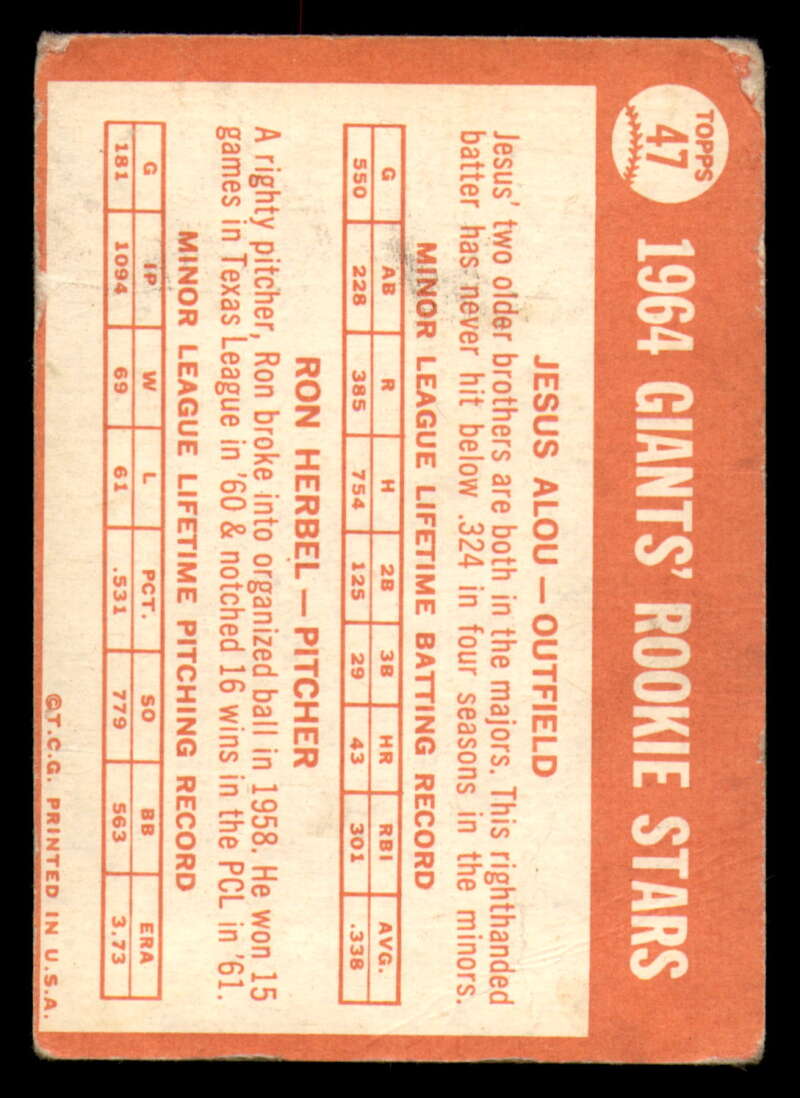 TOPPS
47
1964 GIANTS' ROOKIE STARS
JESUS ALOU — OUTFIELD
Jesus' two older brothers are both in the majors. This righthanded
batter has never hit below .324 in four seasons in the minors.
MINOR LEAGUE LIFETIME BATTING RECORD
G AB R H 2B 3B HR RBI AVG.
550 228 385 754 125 29 43 301 .338
RON HERBEL — PITCHER
A righty pitcher, Ron broke into organized ball in 1958. He won 15
games in Texas League in '60 & notched 16 wins in the PCL in '61.
MINOR LEAGUE LIFETIME PITCHING RECORD
G IP W L PCT. SO BB ERA
181 1094 69 61 .531 779 563 3.73
©T.C.G. PRINTED IN U.S.A.